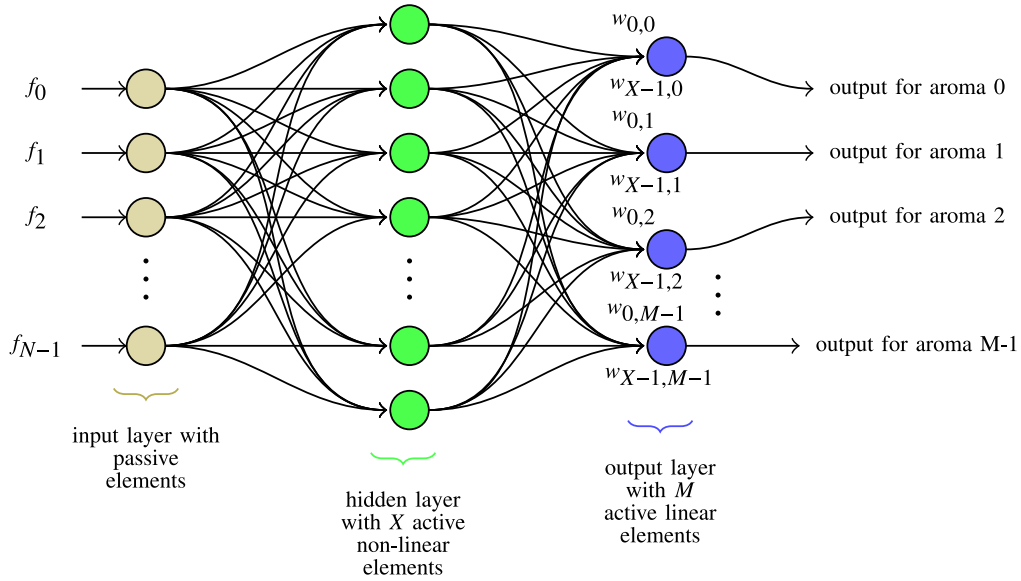 w0,0
f0
wX−1,0
output for aroma 0
w0,1
f1
wX−1,1
output for aroma 1
w0,2
f2
output for aroma 2
wX−1,2
w0,M−1
fN−1
output for aroma M-1
wX−1,M−1
input layer with
passive
elements
hidden layer
with X active
non-linear
elements
output layer
with M
active linear
elements